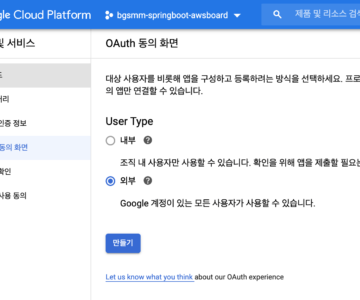 gle Cloud Platform
bgsmm-springboot-awsboard
제품 및 리소스 검색
및 서비스
OAuth 동의 화면
드
대상 사용자를 비롯해 앱을 구성하고 등록하려는 방식을 선택하세요. 프로
의 앱만 연결할 수 있습니다.
러리
인증 정보
User Type
동의 화면
내부
확인
조직 내 사용자만 사용할 수 있습니다. 확인을 위해 앱을 제출할 필요는
외부
사용 동의
Google 계정이 있는 모든 사용자가 사용할 수 있습니다.
만들기
Let us know what you think about our OAuth experience